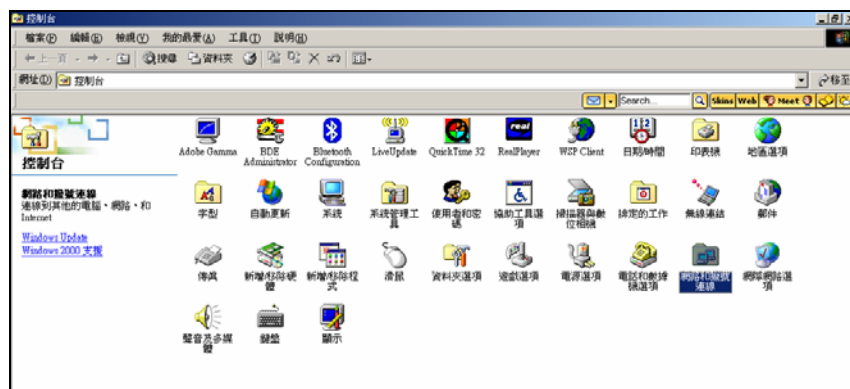 控制台
檔案(F) 編輯(E) 檢視(V) 我的最愛(A) 工具(T) 說明(H)
上一頁 搜尋 資料夾
網址(D) 控制台 移至
Search... Skins Web Meet
控制台
網路和撥號連線
連線到其他的電腦、網路、和
Internet
Windows Update
Windows 2000 支援
Adobe Gamma
BDE
Administrator
Bluetooth
Configuration
LiveUpdate
QuickTime 32
real
RealPlayer
WSP Client
日期/時間
印表機
地區選項
字型
自動更新
系統
系統管理工
具
使用者和密
碼
協助工具選
項
掃描器與數
位相機
排定的工作
無線連結
郵件
傳真
新增/移除硬
體
新增/移除程
式
滑鼠
資料夾選項
遊戲選項
電源選項
電話和數據
機選項
網路和撥號
連線
網際網路選
項
聲音及多媒
體
鍵盤
顯示